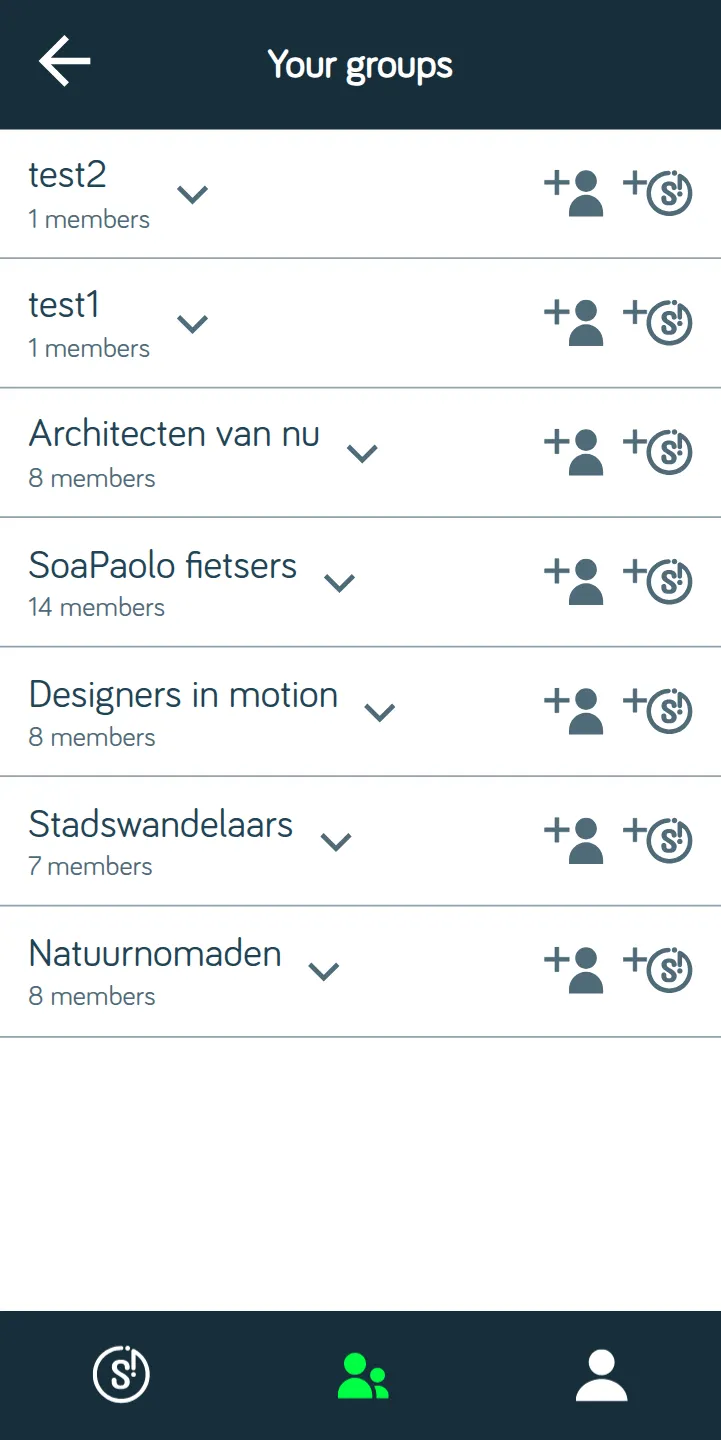 Your groups
test2
1 members
test1
1 members
Architecten van nu
8 members
SoaPaolo fietsers
14 members
Designers in motion
8 members
Stadswandelaars
7 members
Natuurnomaden
8 members